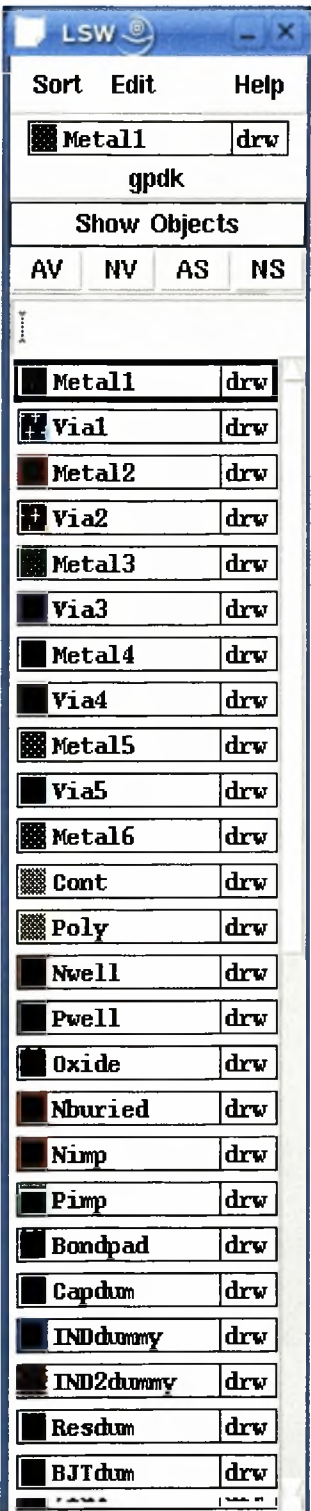 LSW
Sort Edit Help
Metal1 drw
gpdk
Show Objects
AV NV AS NS
Metal1 drw
Via1 drw
Metal2 drw
Via2 drw
Metal3 drw
Via3 drw
Metal4 drw
Via4 drw
Metal5 drw
Via5 drw
Metal6 drw
Cont drw
Poly drw
Nwell drw
Pwell drw
Oxide drw
Nburied drw
Nimp drw
Pimp drw
Bondpad drw
Capdum drw
INDdummy drw
IND2dummy drw
Resdum drw
BJTdum drw